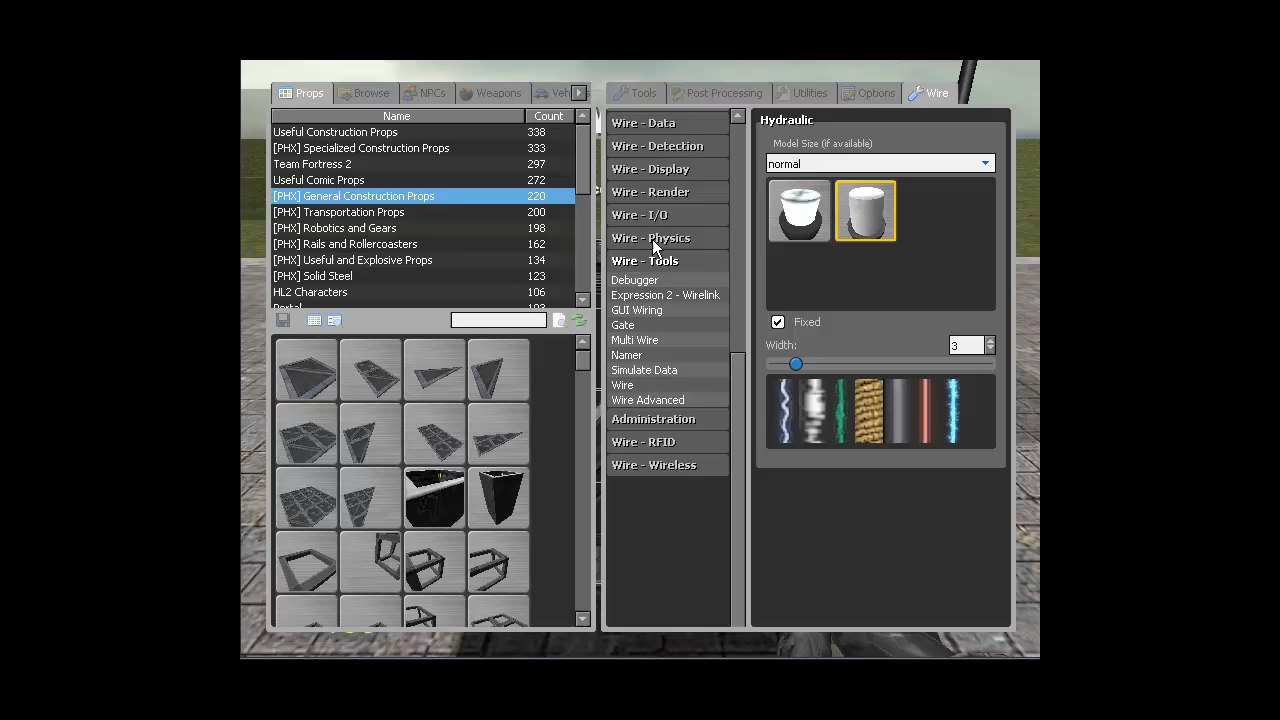 Props
Browse
NPCs
Weapons
Veh
Name
Count
Useful Construction Props 338
[PHX] Specialized Construction Props 333
Team Fortress 2 297
Useful Comic Props 272
[PHX] General Construction Props 220
[PHX] Transportation Props 200
[PHX] Robotics and Gears 198
[PHX] Rails and Rollercoasters 162
[PHX] Useful and Explosive Props 134
[PHX] Solid Steel 123
HL2 Characters 106
Tools
Post Processing
Utilities
Options
Wire
Wire - Data
Wire - Detection
Wire - Display
Wire - Render
Wire - I/O
Wire - Physics
Wire - Tools
Debugger
Expression 2 - Wirelink
GUI Wiring
Gate
Multi Wire
Namer
Simulate Data
Wire
Wire Advanced
Administration
Wire - RFID
Wire - Wireless
Hydraulic
Model Size (if available)
normal
Fixed
Width:
3